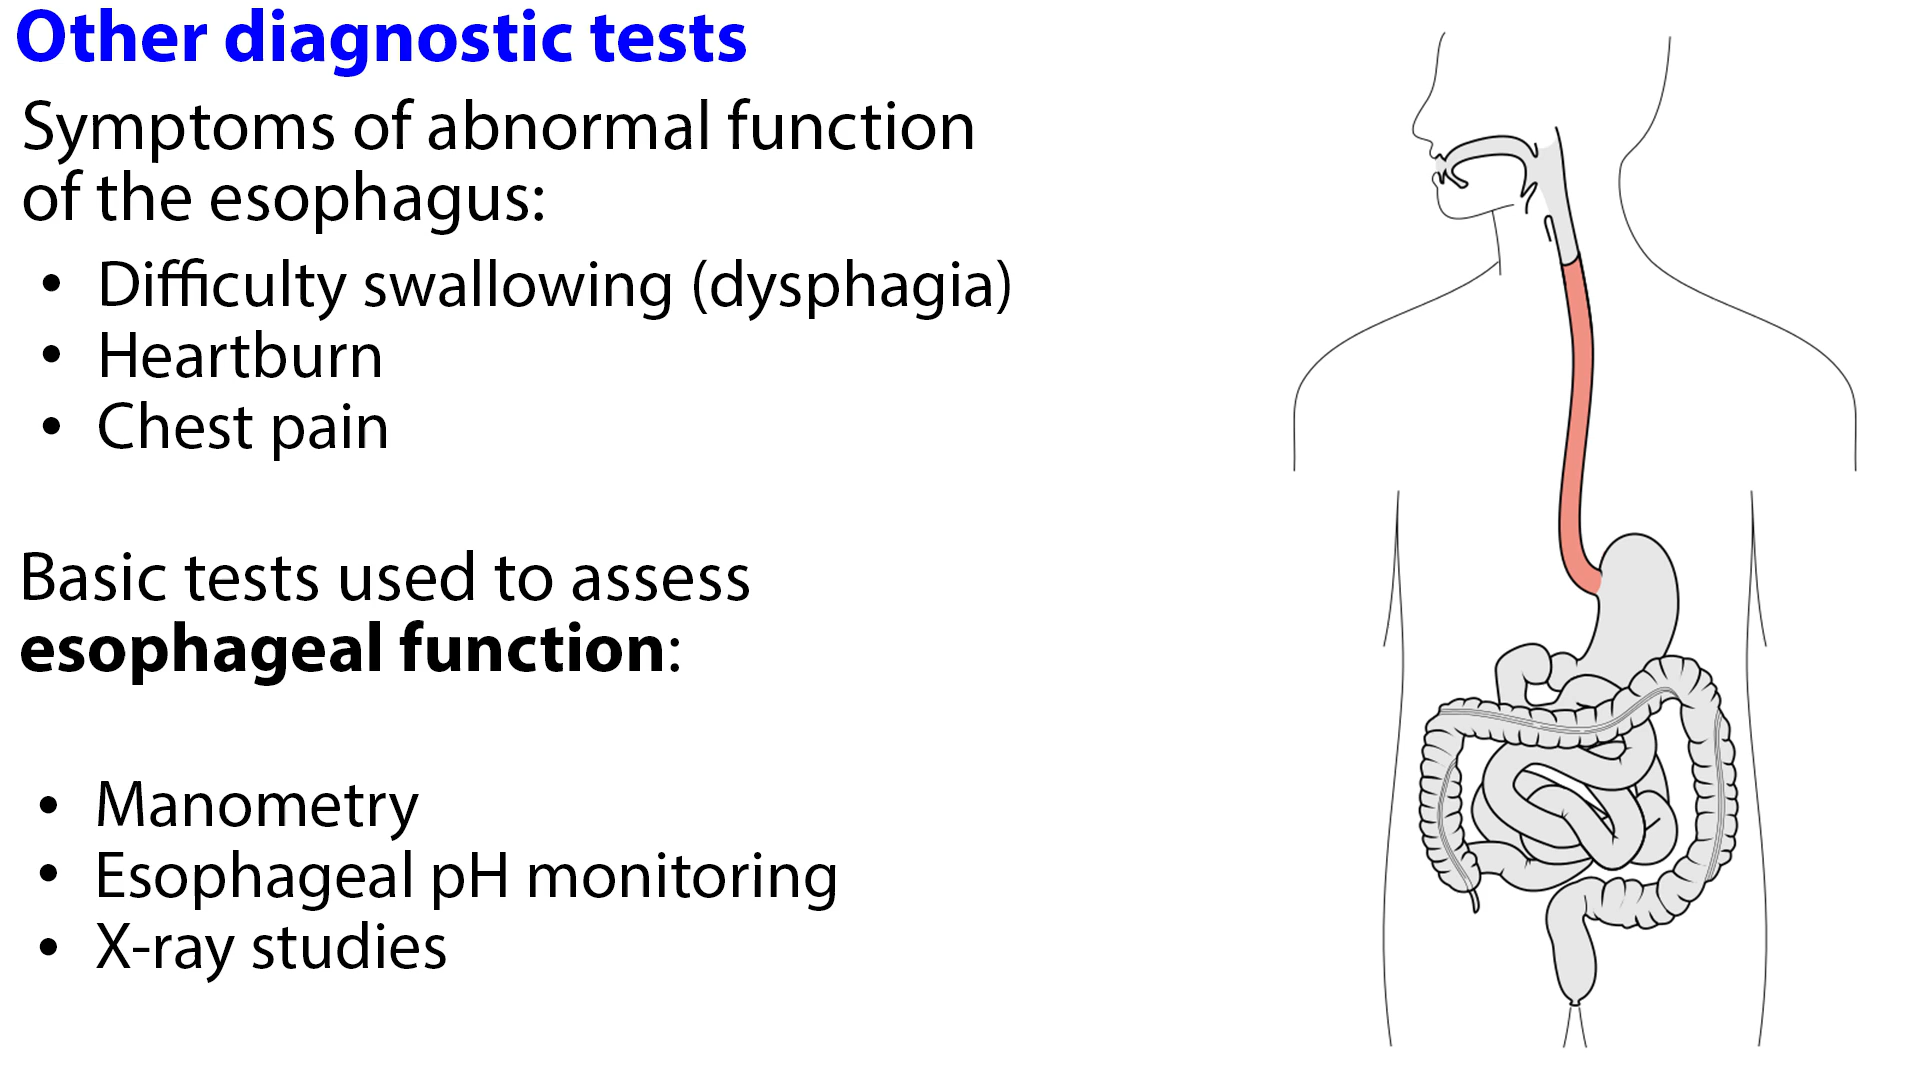 Other diagnostic tests
Symptoms of abnormal function
of the esophagus:
• Difficulty swallowing (dysphagia)
• Heartburn
• Chest pain
Basic tests used to assess
esophageal function:
• Manometry
• Esophageal pH monitoring
• X-ray studies